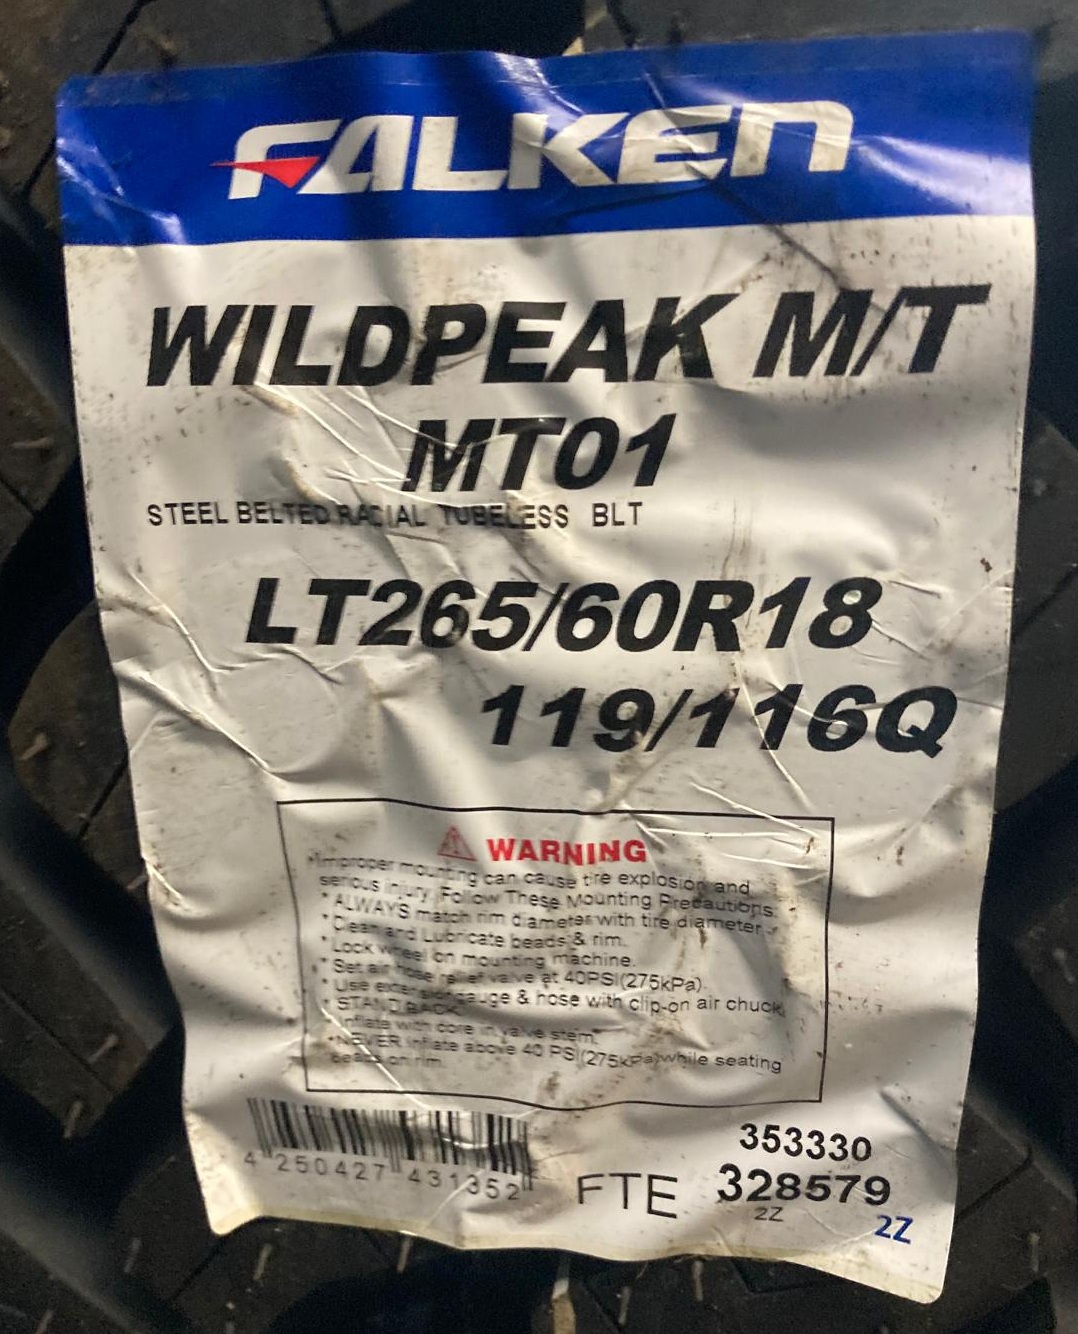 FALKEN
WILDPEAK M/T
MT01
STEEL BELTED RADIAL TUBELESS BLT
LT265/60R18
119/116Q
WARNING
*Improper mounting can cause tire explosion and
serious injury Follow These Mounting Precautions:
* ALWAYS match rim diameter with tire diameter.
* Clean and Lubricate beads & rim.
*Lock wheel on mounting machine.
* Set air hose relief valve at 40PSI(275kPa)
* Use extension gauge & hose with clip-on air chuck
* STAND BACK
Inflate with core in valve stem.
*NEVER inflate above 40 PSI(275kPa)while seating
beads on rim.
4 250427 431352
FTE
353330
328579
2Z
2Z